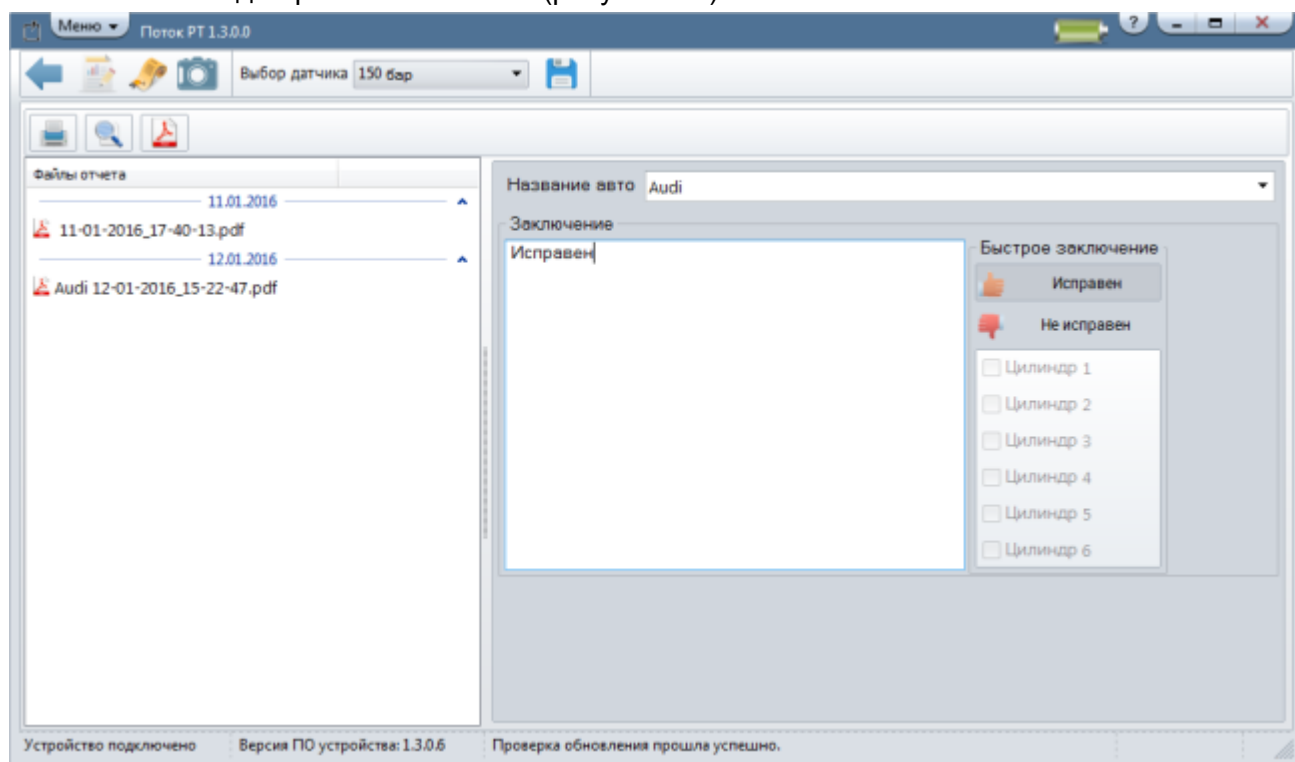 Меню
Поток РТ 1.3.0.0
?
Выбор датчика 150 бар
Файлы отчета
11.01.2016
11-01-2016_17-40-13.pdf
12.01.2016
Audi 12-01-2016_15-22-47.pdf
Название авто Audi
Заключение
Исправен
Быстрое заключение
Исправен
Не исправен
Цилиндр 1
Цилиндр 2
Цилиндр 3
Цилиндр 4
Цилиндр 5
Цилиндр 6
Устройство подключено Версия ПО устройства: 1.3.0.6 Проверка обновления прошла успешно.